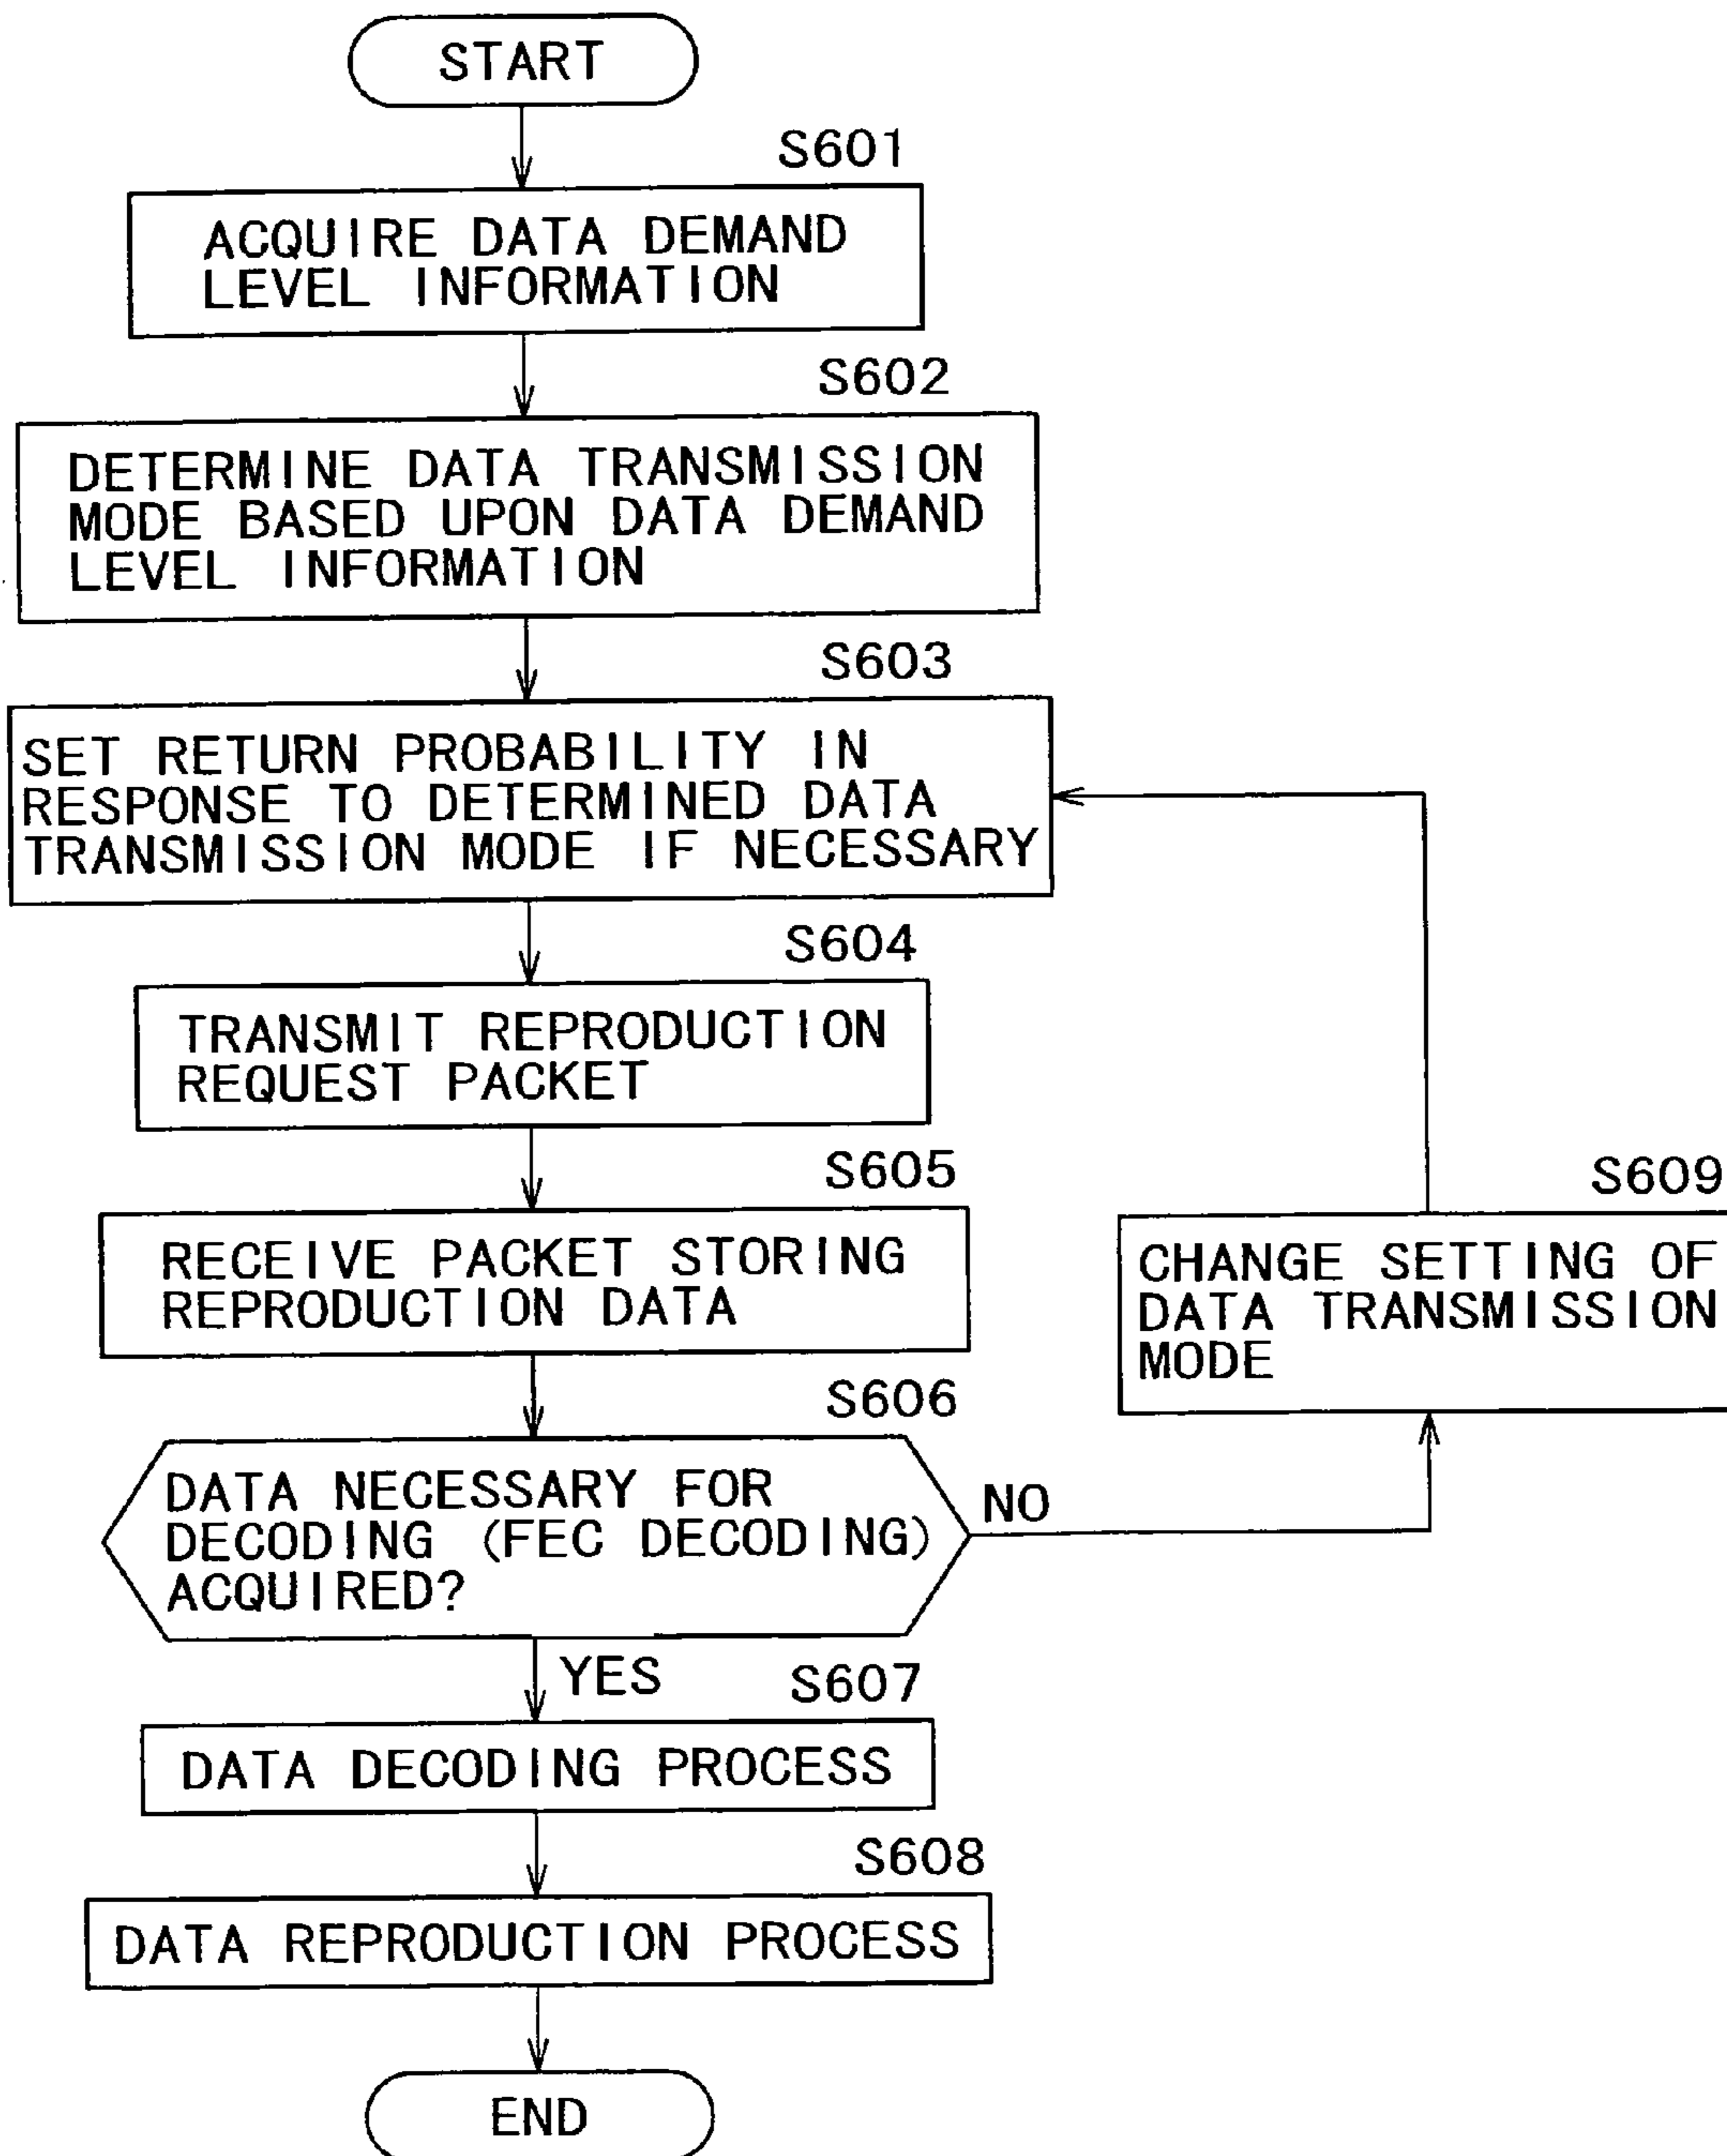 START
S601
ACQUIRE DATA DEMAND
LEVEL INFORMATION
S602
DETERMINE DATA TRANSMISSION
MODE BASED UPON DATA DEMAND
LEVEL INFORMATION
S603
SET RETURN PROBABILITY IN
RESPONSE TO DETERMINED DATA
TRANSMISSION MODE IF NECESSARY
S604
TRANSMIT REPRODUCTION
REQUEST PACKET
S605
RECEIVE PACKET STORING
REPRODUCTION DATA
S606
DATA NECESSARY FOR
DECODING (FEC DECODING)
ACQUIRED?
NO
S609
CHANGE SETTING OF
DATA TRANSMISSION
MODE
YES
S607
DATA DECODING PROCESS
S608
DATA REPRODUCTION PROCESS
END